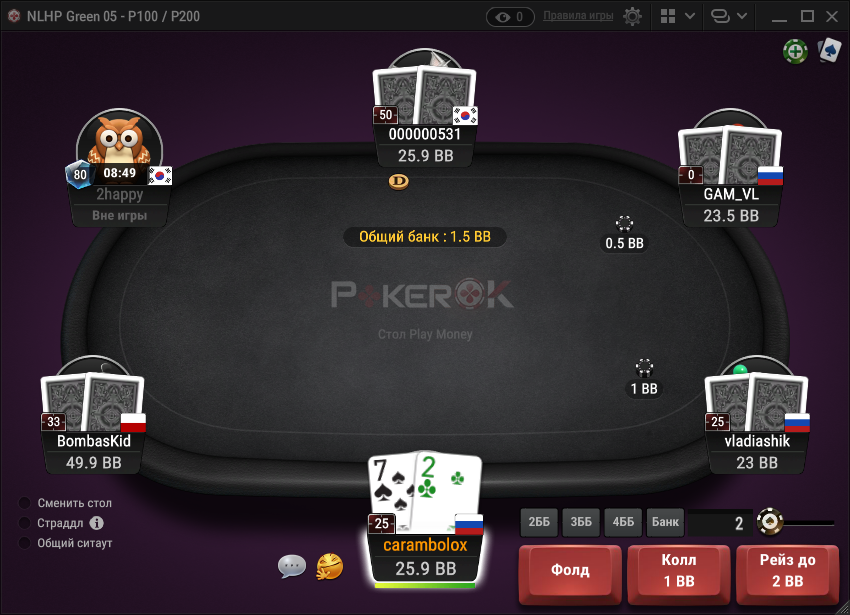 NLHP Green 05 - P100 / P200
0
Правила игры
50
000000531
25.9 BB
80
08:49
2happy
Вне игры
0
GAM_VL
23.5 BB
D
Общий банк : 1.5 BB
0.5 BB
POKEROK
Стол Play Money
1 BB
33
BombasKid
49.9 BB
25
vladiashik
23 BB
7
2
25
carambolox
25.9 BB
Сменить стол
Страддл i
Общий ситаут
2ББ
3ББ
4ББ
Банк
2
Фолд
Колл
1 BB
Рейз до
2 BB